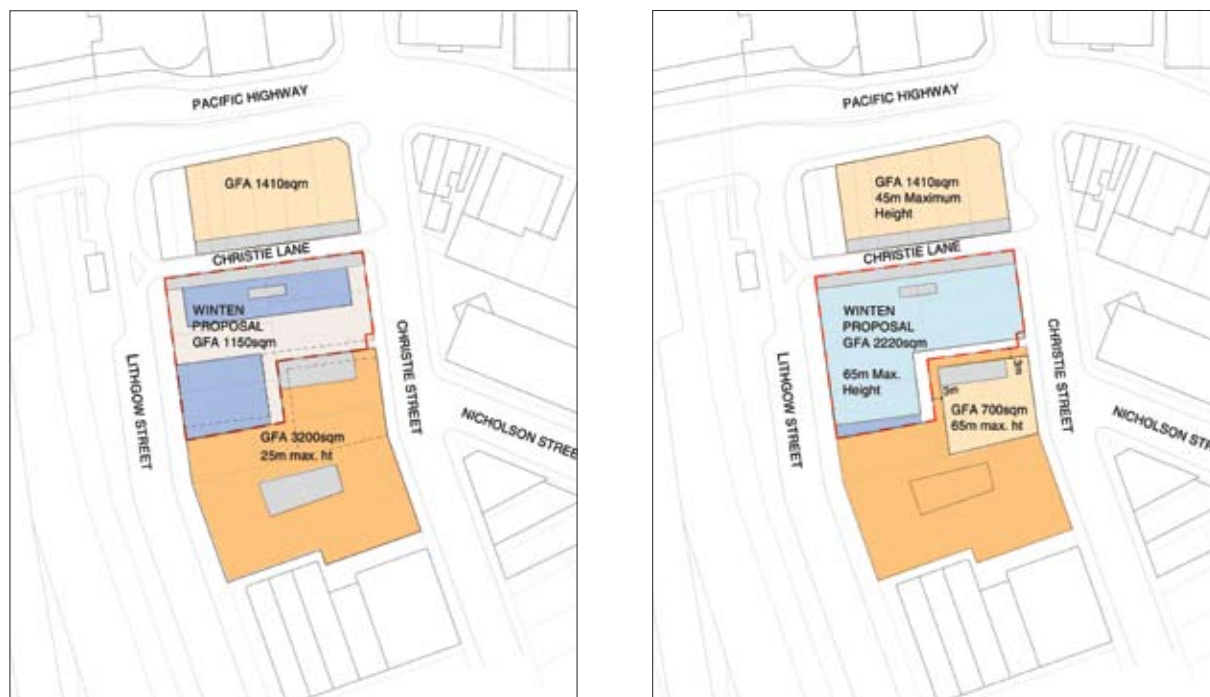 PACIFIC HIGHWAY
GFA 1410sqm
CHRISTIE LANE
WINTEN
PROPOSAL
GFA 1150sqm
LITHGOW STREET
CHRISTIE STREET
GFA 3200sqm
25m max. ht
NICHOLSON STREET
PACIFIC HIGHWAY
GFA 1410sqm
45m Maximum
Height
CHRISTIE LANE
WINTEN
PROPOSAL
GFA 2220sqm
65m Max.
Height
LITHGOW STREET
CHRISTIE STREET
3m
GFA 700sqm
65m max. ht
NICHOLSON STR